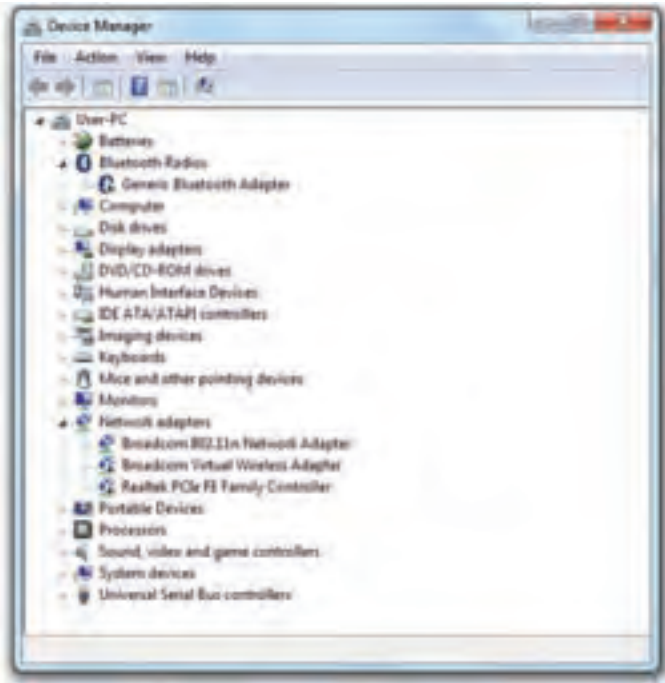 Device Manager
File Action View Help
User-PC
Batteries
Bluetooth Radios
Generic Bluetooth Adapter
Computer
Disk drives
Display adapters
DVD/CD-ROM drives
Human Interface Devices
IDE ATA/ATAPI controllers
Imaging devices
Keyboards
Mice and other pointing devices
Monitors
Network adapters
Broadcom 802.11n Network Adapter
Broadcom Virtual Wireless Adapter
Realtek PCIe FE Family Controller
Portable Devices
Processors
Sound, video and game controllers
System devices
Universal Serial Bus controllers